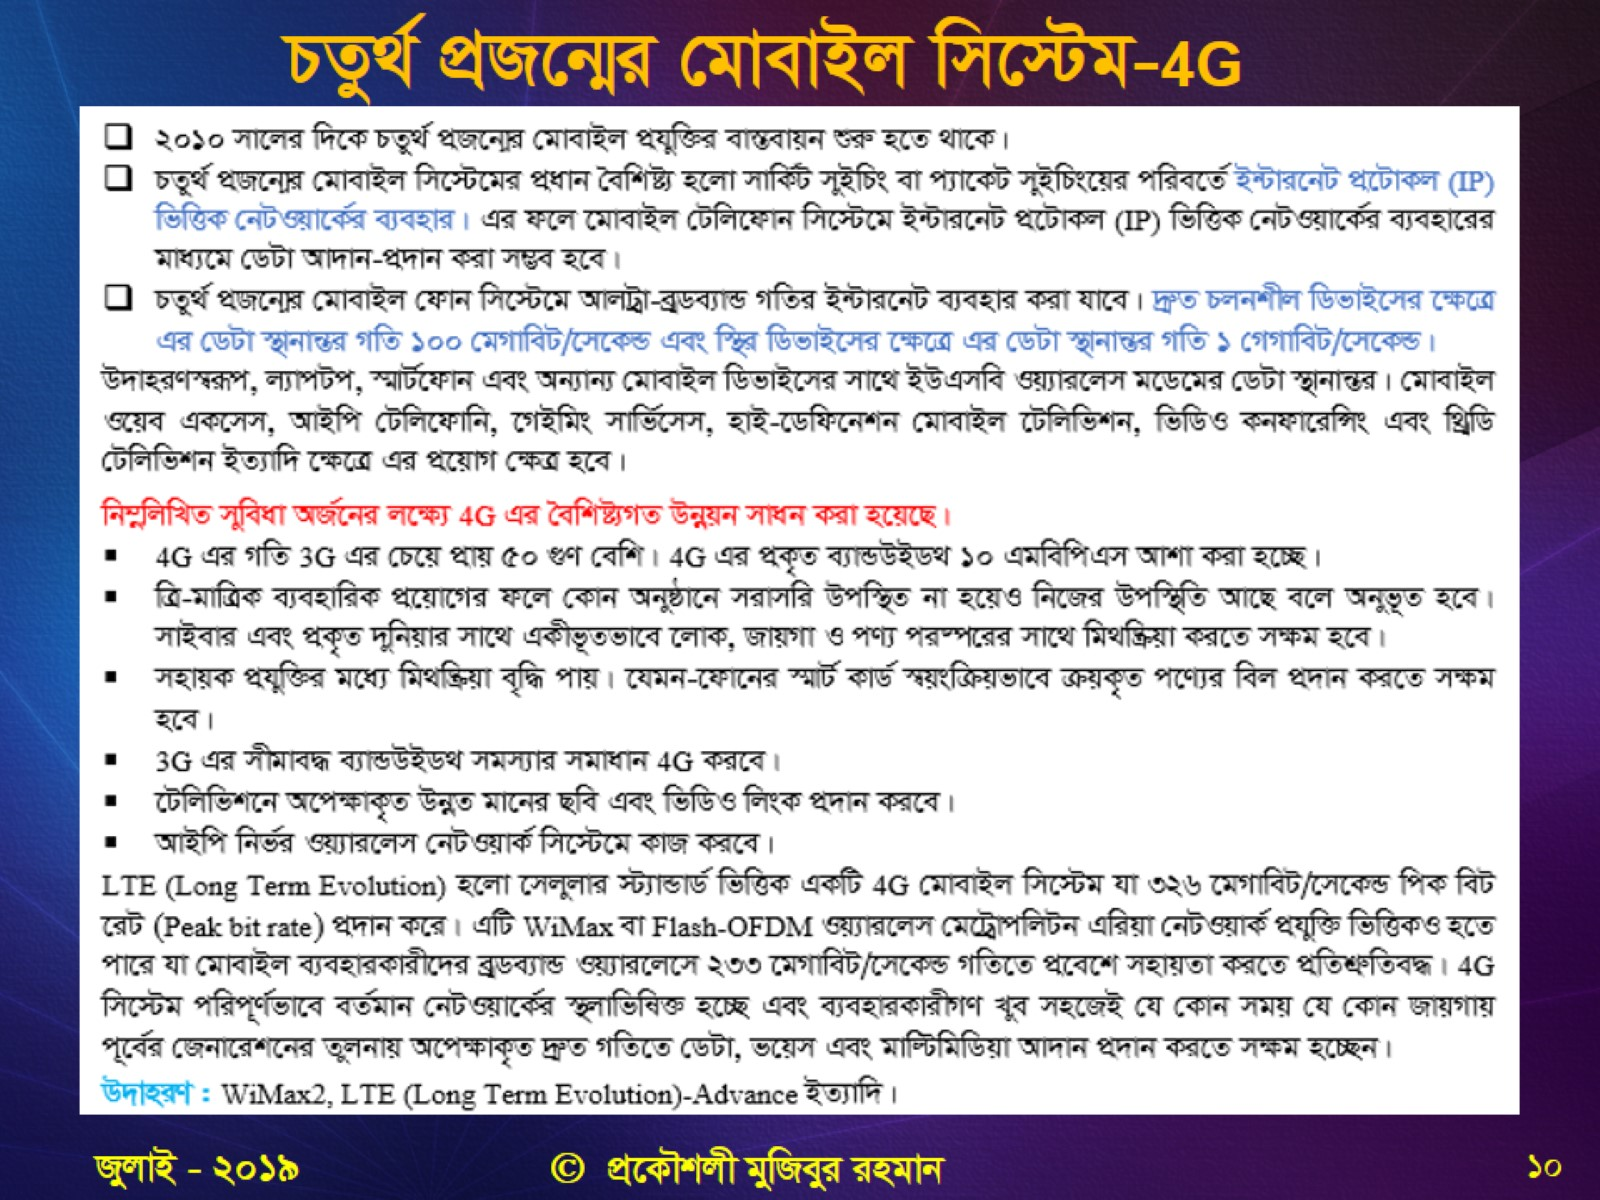 চতুর্থ প্রজন্মের মোবাইল সিস্টেম-4G
❑ ২০১০ সালের দিকে চতুর্থ প্রজন্মের মোবাইল প্রযুক্তির বাস্তবায়ন শুরু হতে থাকে।
❑ চতুর্থ প্রজন্মের মোবাইল সিস্টেমের প্রধান বৈশিষ্ট্য হলো সার্কিট সুইচিং বা প্যাকেট সুইচিংয়ের পরিবর্তে ইন্টারনেট প্রটোকল (IP)
ভিত্তিক নেটওয়ার্কের ব্যবহার। এর ফলে মোবাইল টেলিফোন সিস্টেমে ইন্টারনেট প্রটোকল (IP) ভিত্তিক নেটওয়ার্কের ব্যবহারের
মাধ্যমে ডেটা আদান-প্রদান করা সম্ভব হবে।
❑ চতুর্থ প্রজন্মের মোবাইল ফোন সিস্টেমে আলট্রা-ব্রডব্যান্ড গতির ইন্টারনেট ব্যবহার করা যাবে। দ্রুত চলনশীল ডিভাইসের ক্ষেত্রে
এর ডেটা স্থানান্তর গতি ১০০ মেগাবিট/সেকেন্ড এবং স্থির ডিভাইসের ক্ষেত্রে এর ডেটা স্থানান্তর গতি ১ গেগাবিট/সেকেন্ড।
উদাহরণস্বরূপ, ল্যাপটপ, স্মার্টফোন এবং অন্যান্য মোবাইল ডিভাইসের সাথে ইউএসবি ওয়্যারলেস মডেমের ডেটা স্থানান্তর। মোবাইল
ওয়েব একসেস, আইপি টেলিফোনি, গেইমিং সার্ভিসেস, হাই-ডেফিনেশন মোবাইল টেলিভিশন, ভিডিও কনফারেন্সিং এবং থ্রিডি
টেলিভিশন ইত্যাদি ক্ষেত্রে এর প্রয়োগ ক্ষেত্র হবে।
নিম্নলিখিত সুবিধা অর্জনের লক্ষ্যে 4G এর বৈশিষ্ট্যগত উন্নয়ন সাধন করা হয়েছে।
▪ 4G এর গতি 3G এর চেয়ে প্রায় ৫০ গুণ বেশি। 4G এর প্রকৃত ব্যান্ডউইডথ ১০ এমবিপিএস আশা করা হচ্ছে।
▪ ত্রি-মাত্রিক ব্যবহারিক প্রয়োগের ফলে কোন অনুষ্ঠানে সরাসরি উপস্থিত না হয়েও নিজের উপস্থিতি আছে বলে অনুভূত হবে।
সাইবার এবং প্রকৃত দুনিয়ার সাথে একীভূতভাবে লোক, জায়গা ও পণ্য পরস্পরের সাথে মিথস্ক্রিয়া করতে সক্ষম হবে।
▪ সহায়ক প্রযুক্তির মধ্যে মিথস্ক্রিয়া বৃদ্ধি পায়। যেমন-ফোনের স্মার্ট কার্ড স্বয়ংক্রিয়ভাবে ক্রয়কৃত পণ্যের বিল প্রদান করতে সক্ষম
হবে।
▪ 3G এর সীমাবদ্ধ ব্যান্ডউইডথ সমস্যার সমাধান 4G করবে।
▪ টেলিভিশনে অপেক্ষাকৃত উন্নত মানের ছবি এবং ভিডিও লিংক প্রদান করবে।
▪ আইপি নির্ভর ওয়্যারলেস নেটওয়ার্ক সিস্টেমে কাজ করবে।
LTE (Long Term Evolution) হলো সেলুলার স্ট্যান্ডার্ড ভিত্তিক একটি 4G মোবাইল সিস্টেম যা ৩২৬ মেগাবিট/সেকেন্ড পিক বিট
রেট (Peak bit rate) প্রদান করে। এটি WiMax বা Flash-OFDM ওয়্যারলেস মেট্রোপলিটন এরিয়া নেটওয়ার্ক প্রযুক্তি ভিত্তিকও হতে
পারে যা মোবাইল ব্যবহারকারীদের ব্রডব্যান্ড ওয়্যারলেসে ২৩৩ মেগাবিট/সেকেন্ড গতিতে প্রবেশে সহায়তা করতে প্রতিশ্রুতিবদ্ধ। 4G
সিস্টেম পরিপূর্ণভাবে বর্তমান নেটওয়ার্কের স্থলাভিষিক্ত হচ্ছে এবং ব্যবহারকারীগণ খুব সহজেই যে কোন সময় যে কোন জায়গায়
পূর্বের জেনারেশনের তুলনায় অপেক্ষাকৃত দ্রুত গতিতে ডেটা, ভয়েস এবং মাল্টিমিডিয়া আদান প্রদান করতে সক্ষম হচ্ছেন।
উদাহরণ : WiMax2, LTE (Long Term Evolution)-Advance ইত্যাদি।
জুলাই - ২০১৯ © প্রকৌশলী মুজিবুর রহমান ১০